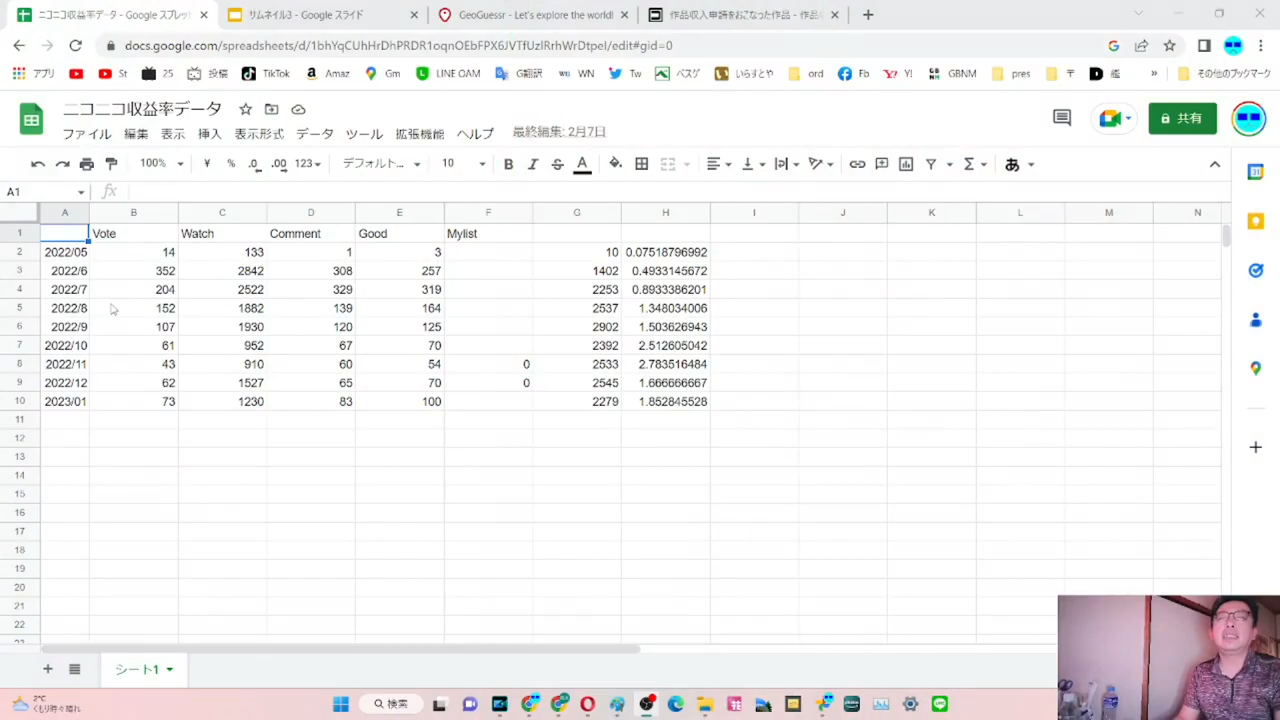 ニコニコ収益率データ - Google スプレッ
サムネイル3 - Google スライド
GeoGuessr - Let's explore the world!
作品収入申請をおこなった作品 - 作品
docs.google.com/spreadsheets/d/1bhYqCUhHrDhPRDR1oqnOEbFPX6JVTfUzIRrhWrDtpeI/edit#gid=0
アプリ St 25 投稿 TikTok Amaz Gm LINE OAM G翻訳 WN Tw バスゲ いらすとや ord Fb Y! GBNM pres 〒 艦 » その他のブックマーク
ニコニコ収益率データ
共有
ファイル 編集 表示 挿入 表示形式 データ ツール 拡張機能 ヘルプ 最終編集: 2月7日
100% ¥ % .0 .00 123 デフォルト... 10 B I S A Σ あ
A1 fx
A B C D E F G H I J K L M N
1 Vote Watch Comment Good Mylist
2 2022/05 14 133 1 3 10 0.07518796992
3 2022/6 352 2842 308 257 1402 0.4933145672
4 2022/7 204 2522 329 319 2253 0.8933386201
5 2022/8 152 1882 139 164 2537 1.348034006
6 2022/9 107 1930 120 125 2902 1.503626943
7 2022/10 61 952 67 70 2392 2.512605042
8 2022/11 43 910 60 54 0 2533 2.783516484
9 2022/12 62 1527 65 70 0 2545 1.666666667
10 2023/01 73 1230 83 100 2279 1.852845528
11
12
13
14
15
16
17
18
19
20
21
22
シート1
2°C
くもり時々晴れ
検索